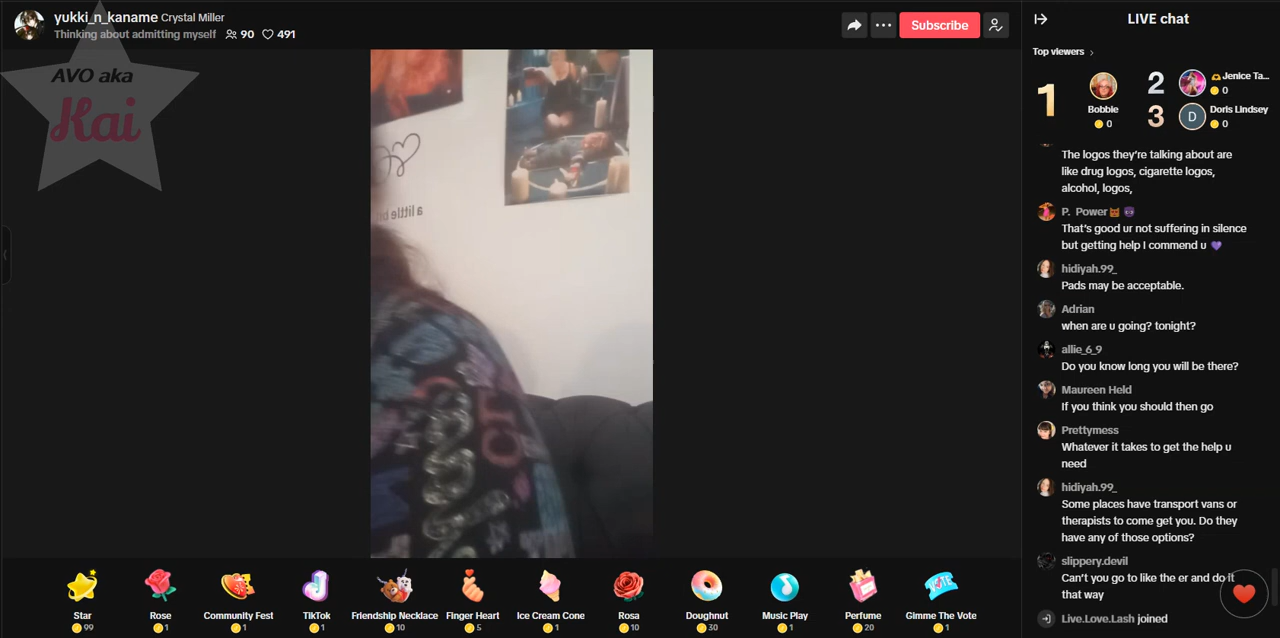 yukki_n_kaname Crystal Miller
Thinking about admitting myself 90 491
Subscribe
AVO aka
Kai
a little b
LIVE chat
Top viewers >
1 Bobbie 0
2 Jenice Ta... 0
3 D Doris Lindsey 0
The logos they're talking about are
like drug logos, cigarette logos,
alcohol, logos,
P. Power
That's good ur not suffering in silence
but getting help I commend u
hidiyah.99_
Pads may be acceptable.
Adrian
when are u going? tonight?
allie_6_9
Do you know long you will be there?
Maureen Held
If you think you should then go
Prettymess
Whatever it takes to get the help u
need
hidiyah.99_
Some places have transport vans or
therapists to come get you. Do they
have any of those options?
slippery.devil
Can't you go to like the er and do it
that way
Live.Love.Lash joined
Star Rose Community Fest TikTok Friendship Necklace Finger Heart Ice Cream Cone Rosa Doughnut Music Play Perfume Gimme The Vote
99 1 1 1 10 5 1 10 30 1 20 1